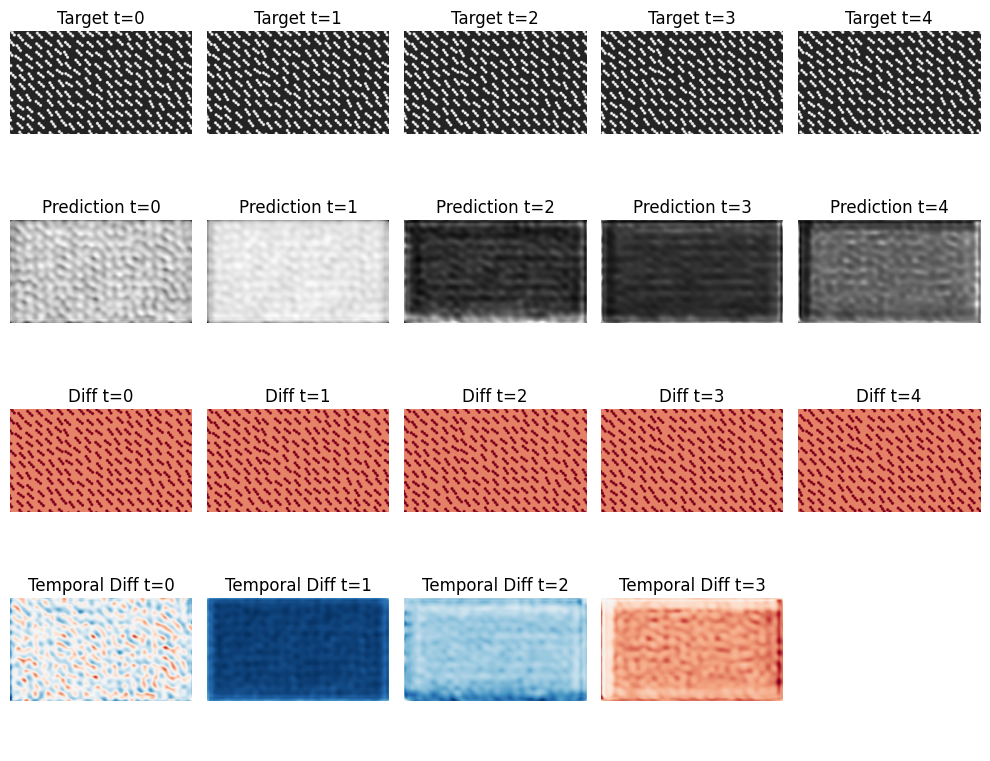 Target t=0 Target t=1 Target t=2 Target t=3 Target t=4
Prediction t=0 Prediction t=1 Prediction t=2 Prediction t=3 Prediction t=4
Diff t=0 Diff t=1 Diff t=2 Diff t=3 Diff t=4
Temporal Diff t=0 Temporal Diff t=1 Temporal Diff t=2 Temporal Diff t=3